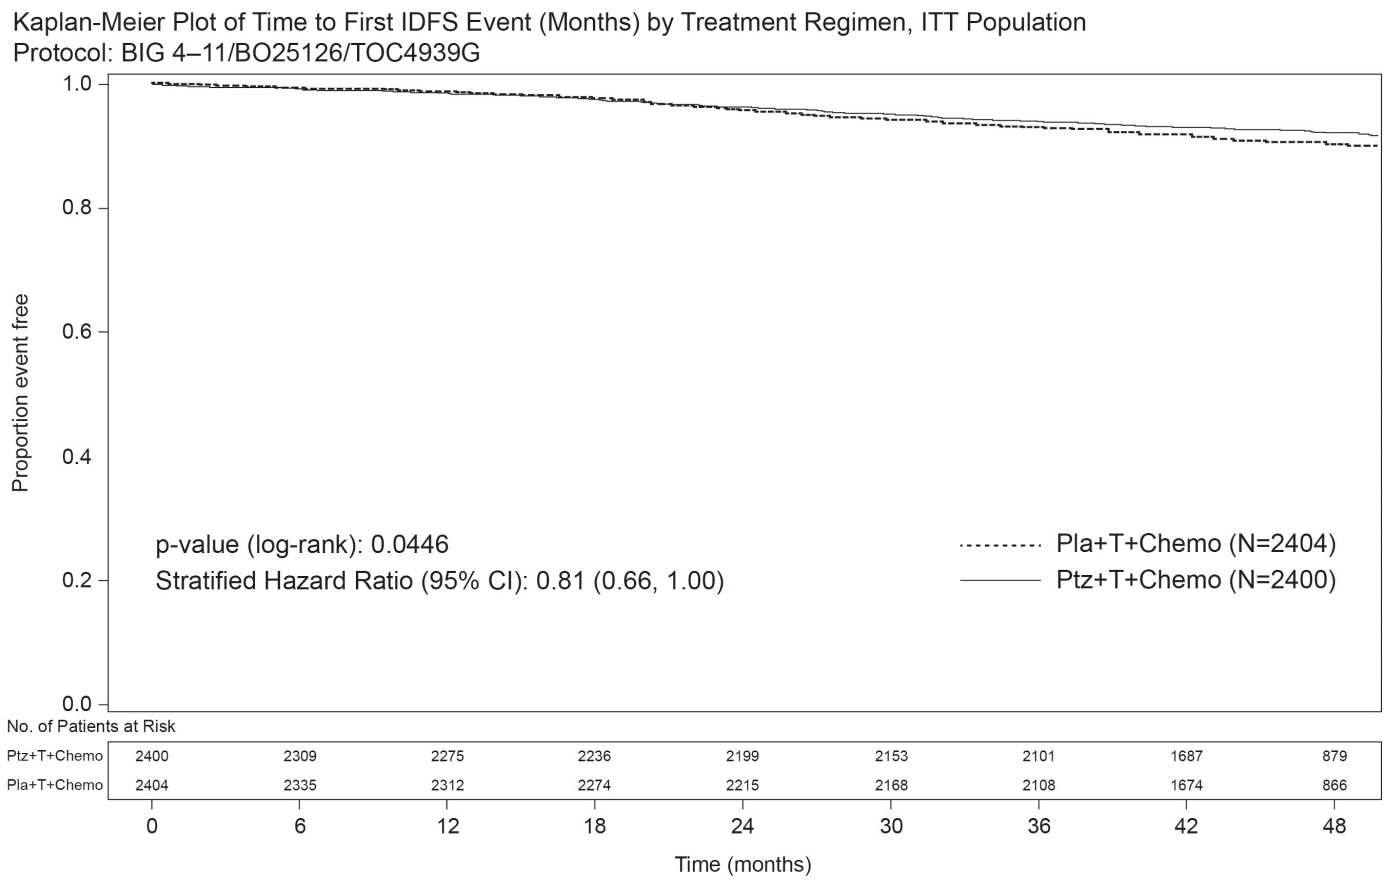 Kaplan-Meier Plot of Time to First IDFS Event (Months) by Treatment Regimen, ITT Population
Protocol: BIG 4–11/BO25126/TOC4939G
1.0
0.8
0.6
0.4
0.2
0.0
Proportion event free
p-value (log-rank): 0.0446
Stratified Hazard Ratio (95% CI): 0.81 (0.66, 1.00)
Pla+T+Chemo (N=2404)
Ptz+T+Chemo (N=2400)
No. of Patients at Risk
Ptz+T+Chemo 2400 2309 2275 2236 2199 2153 2101 1687 879
Pla+T+Chemo 2404 2335 2312 2274 2215 2168 2108 1674 866
0 6 12 18 24 30 36 42 48
Time (months)